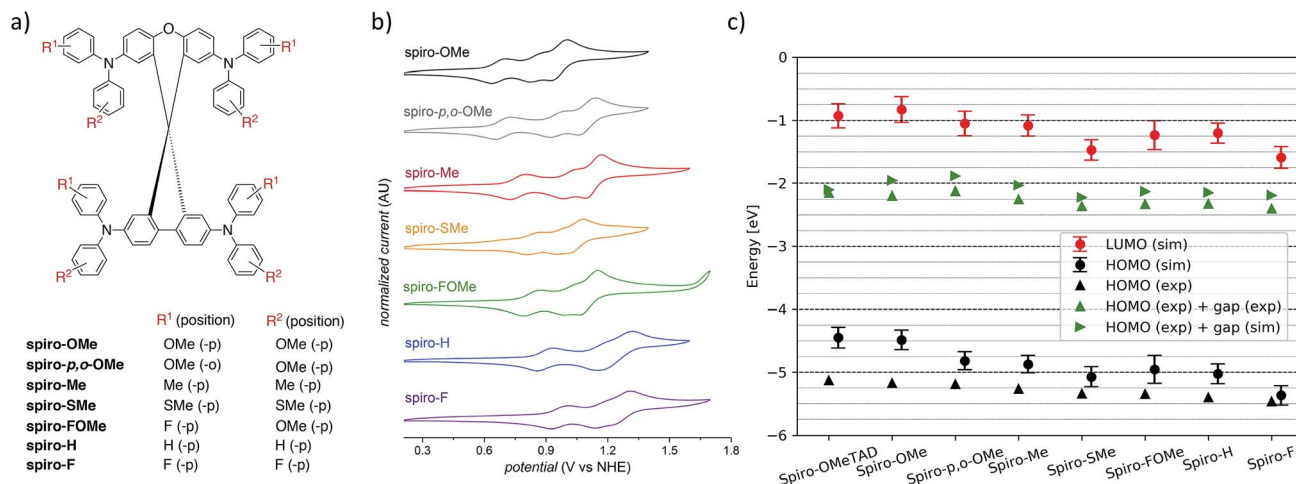 a)
O
R¹
R¹
N
N
R²
R²
R¹
R¹
N
N
R²
R²
R¹ (position) R² (position)
spiro-OMe OMe (-p) OMe (-p)
spiro-p,o-OMe OMe (-o) OMe (-p)
spiro-Me Me (-p) Me (-p)
spiro-SMe SMe (-p) SMe (-p)
spiro-FOMe F (-p) OMe (-p)
spiro-H H (-p) H (-p)
spiro-F F (-p) F (-p)
b)
normalized current (AU)
spiro-OMe
spiro-p,o-OMe
spiro-Me
spiro-SMe
spiro-FOMe
spiro-H
spiro-F
0.3 0.6 0.9 1.2 1.5 1.8
potential (V vs NHE)
c)
Energy [eV]
0
−1
−2
−3
−4
−5
−6
LUMO (sim)
HOMO (sim)
HOMO (exp)
HOMO (exp) + gap (exp)
HOMO (exp) + gap (sim)
Spiro-OMeTAD
Spiro-OMe
Spiro-p,o-OMe
Spiro-Me
Spiro-SMe
Spiro-FOMe
Spiro-H
Spiro-F